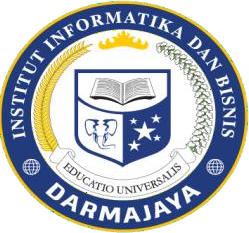 INSTITUT INFORMATIKA DAN BISNIS
EDUCATIO UNIVERSALIS
DARMAJAYA